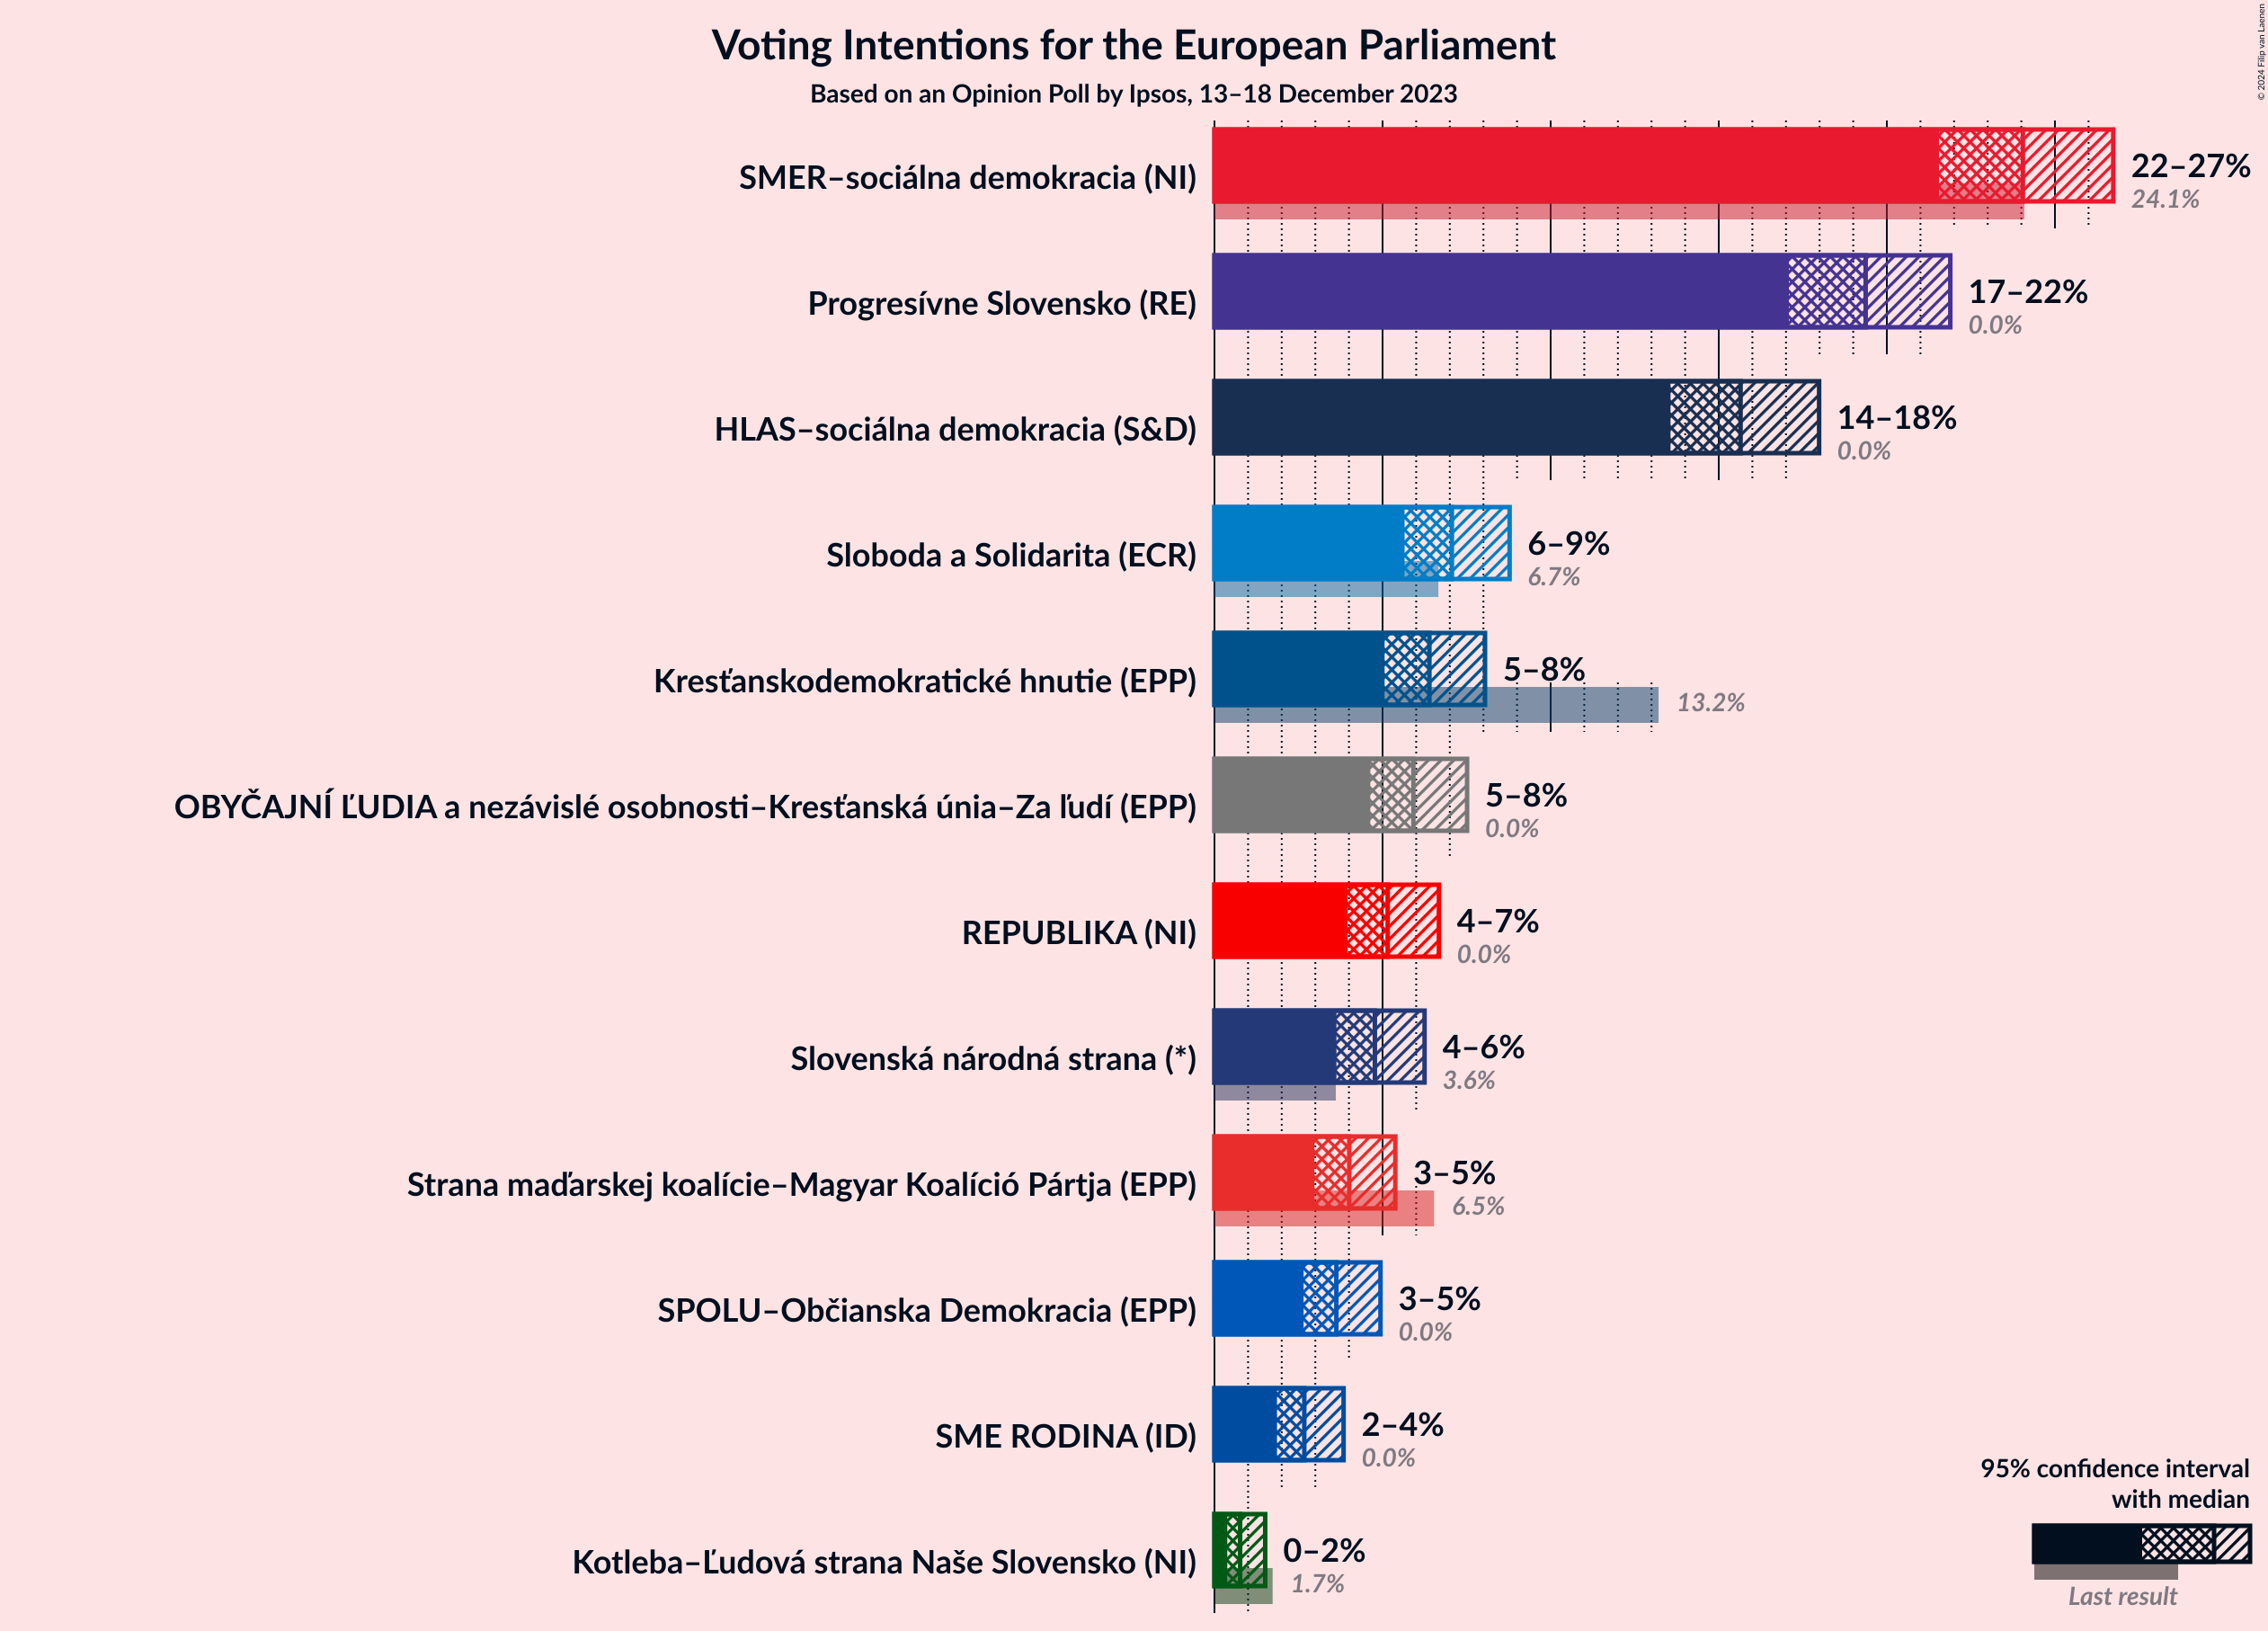 Voting Intentions for the European Parliament
Based on an Opinion Poll by Ipsos, 13–18 December 2023
© 2024 Filip van Laenen
SMER–sociálna demokracia (NI)
22–27%
24.1%
Progresívne Slovensko (RE)
17–22%
0.0%
HLAS–sociálna demokracia (S&D)
14–18%
0.0%
Sloboda a Solidarita (ECR)
6–9%
6.7%
Kresťanskodemokratické hnutie (EPP)
5–8%
13.2%
OBYČAJNÍ ĽUDIA a nezávislé osobnosti–Kresťanská únia–Za ľudí (EPP)
5–8%
0.0%
REPUBLIKA (NI)
4–7%
0.0%
Slovenská národná strana (*)
4–6%
3.6%
Strana maďarskej koalície–Magyar Koalíció Pártja (EPP)
3–5%
6.5%
SPOLU–Občianska Demokracia (EPP)
3–5%
0.0%
SME RODINA (ID)
2–4%
0.0%
Kotleba–Ľudová strana Naše Slovensko (NI)
0–2%
1.7%
95% confidence interval
with median
Last result